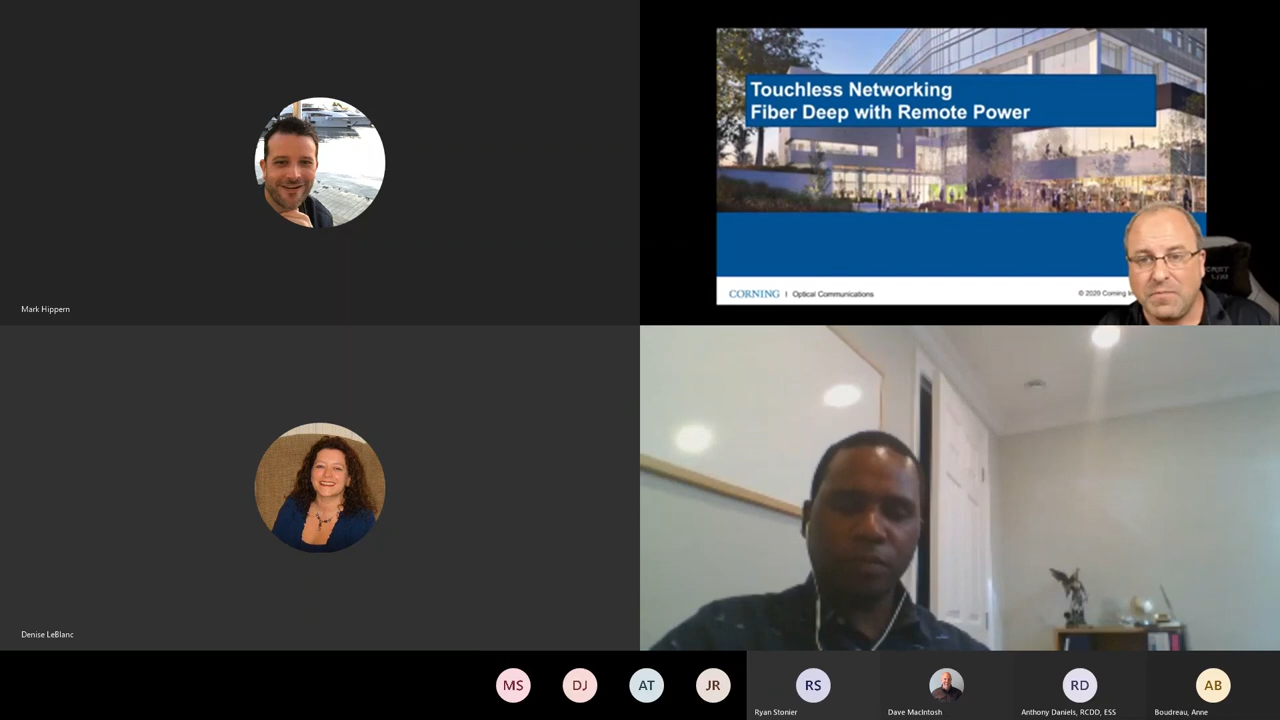 Touchless Networking
Fiber Deep with Remote Power
CORNING | Optical Communications
© 2020 Corning
Mark Hippern
Denise LeBlanc
MS
DJ
AT
JR
RS
RD
AB
Ryan Stonier
Dave MacIntosh
Anthony Daniels, RCDD, ESS
Boudreau, Anne